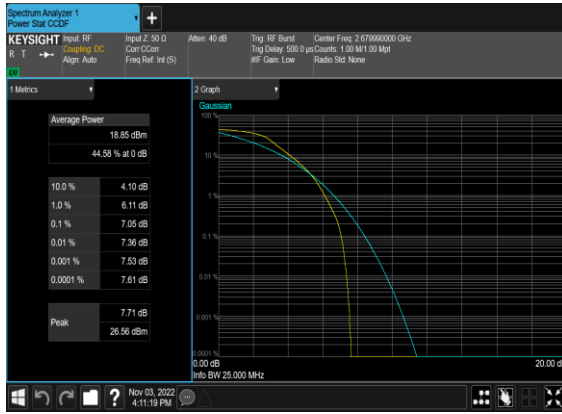 Spectrum Analyzer 1
Power Stat CCDF
+
KEYSIGHT Input: RF Input Z: 50 Ω Atten: 40 dB Trig: RF Burst Center Freq: 2.679990000 GHz
R T Coupling: DC Corr CCorr Trig Delay: 500.0 µs Counts: 1.00 M/1.00 Mpt
Align: Auto Freq Ref: Int (S) #IF Gain: Low Radio Std: None
1 Metrics
2 Graph
Average Power
18.85 dBm
44.58 % at 0 dB
10.0 % 4.10 dB
1.0 % 6.11 dB
0.1 % 7.05 dB
0.01 % 7.36 dB
0.001 % 7.53 dB
0.0001 % 7.61 dB
Peak
7.71 dB
26.56 dBm
Gaussian
100 %
10 %
1 %
0.1 %
0.01 %
0.001 %
0.0001 %
0.00 dB 20.00 d
Info BW 25.000 MHz
? Nov 03, 2022
4:11:19 PM